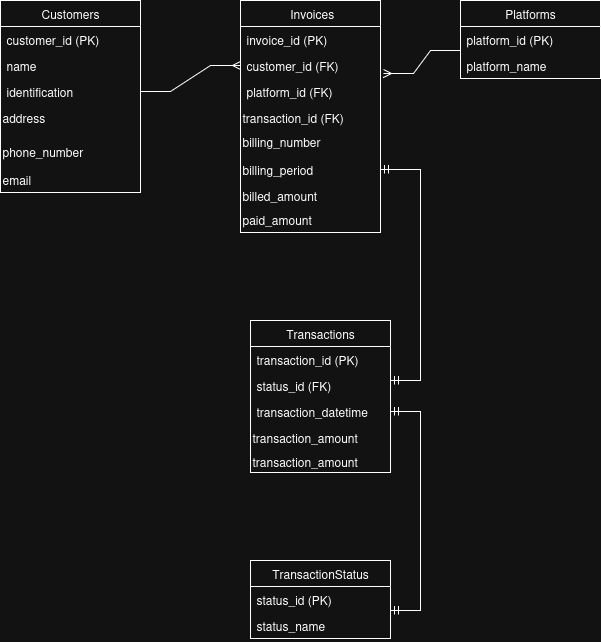 Customers
customer_id (PK)
name
identification
address
phone_number
email
Invoices
invoice_id (PK)
customer_id (FK)
platform_id (FK)
transaction_id (FK)
billing_number
billing_period
billed_amount
paid_amount
Platforms
platform_id (PK)
platform_name
Transactions
transaction_id (PK)
status_id (FK)
transaction_datetime
transaction_amount
transaction_amount
TransactionStatus
status_id (PK)
status_name